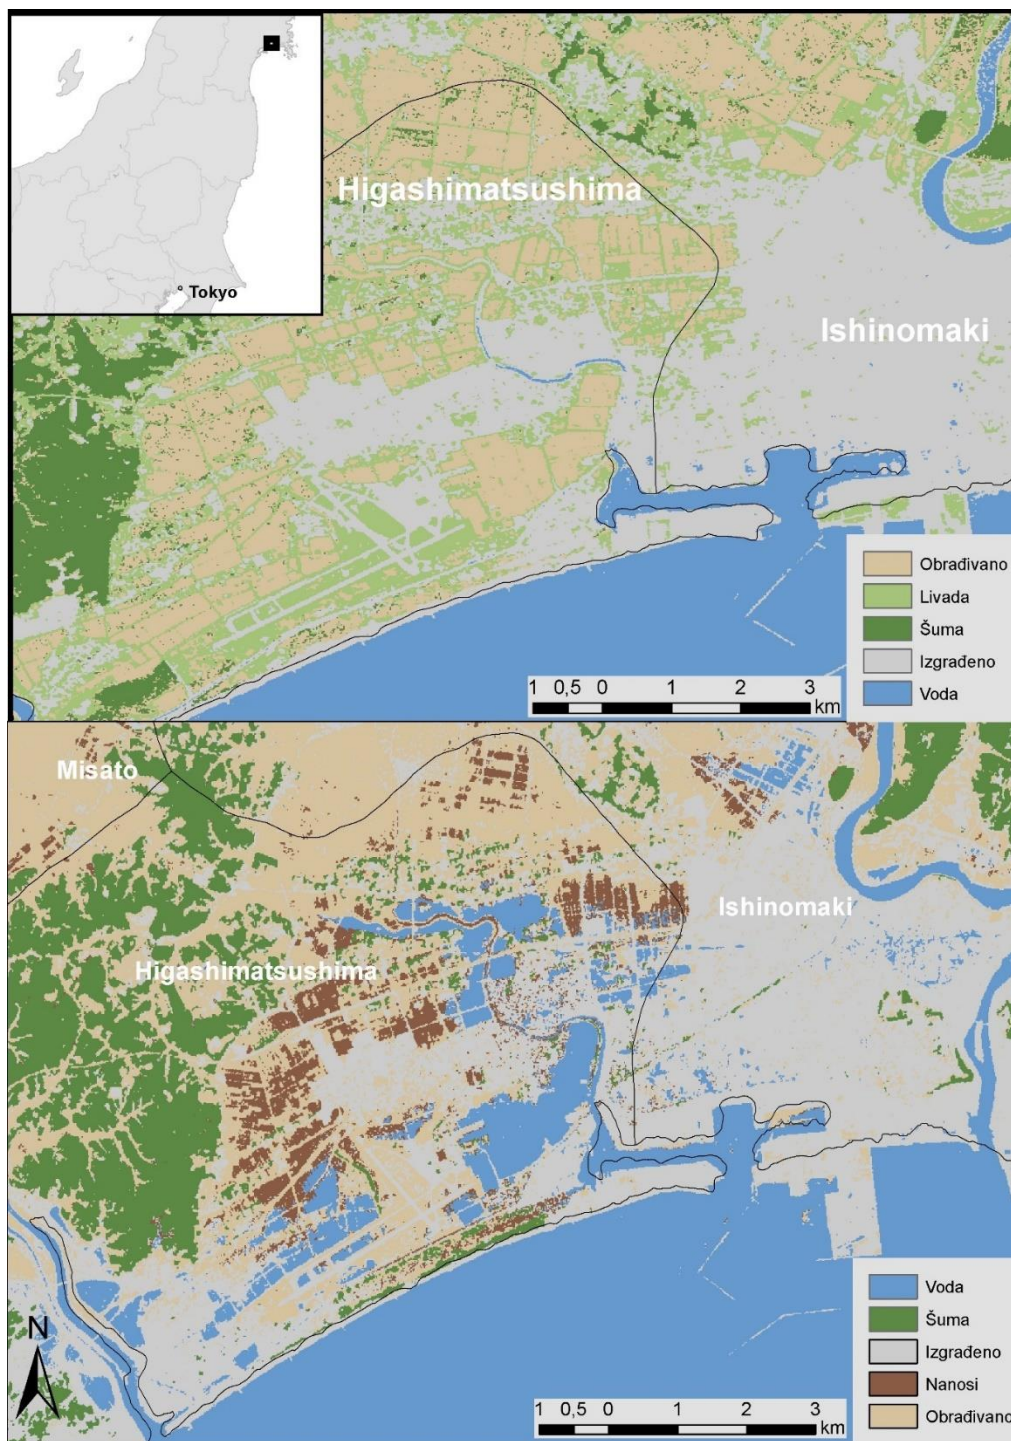 ° Tokyo
Higashimatsushima
Ishinomaki
Obrađivano
Livada
Šuma
Izgrađeno
Voda
1 0,5 0 1 2 3
km
Misato
Ishinomaki
Higashimatsushima
N
Voda
Šuma
Izgrađeno
Nanosi
Obrađivano
1 0,5 0 1 2 3
km